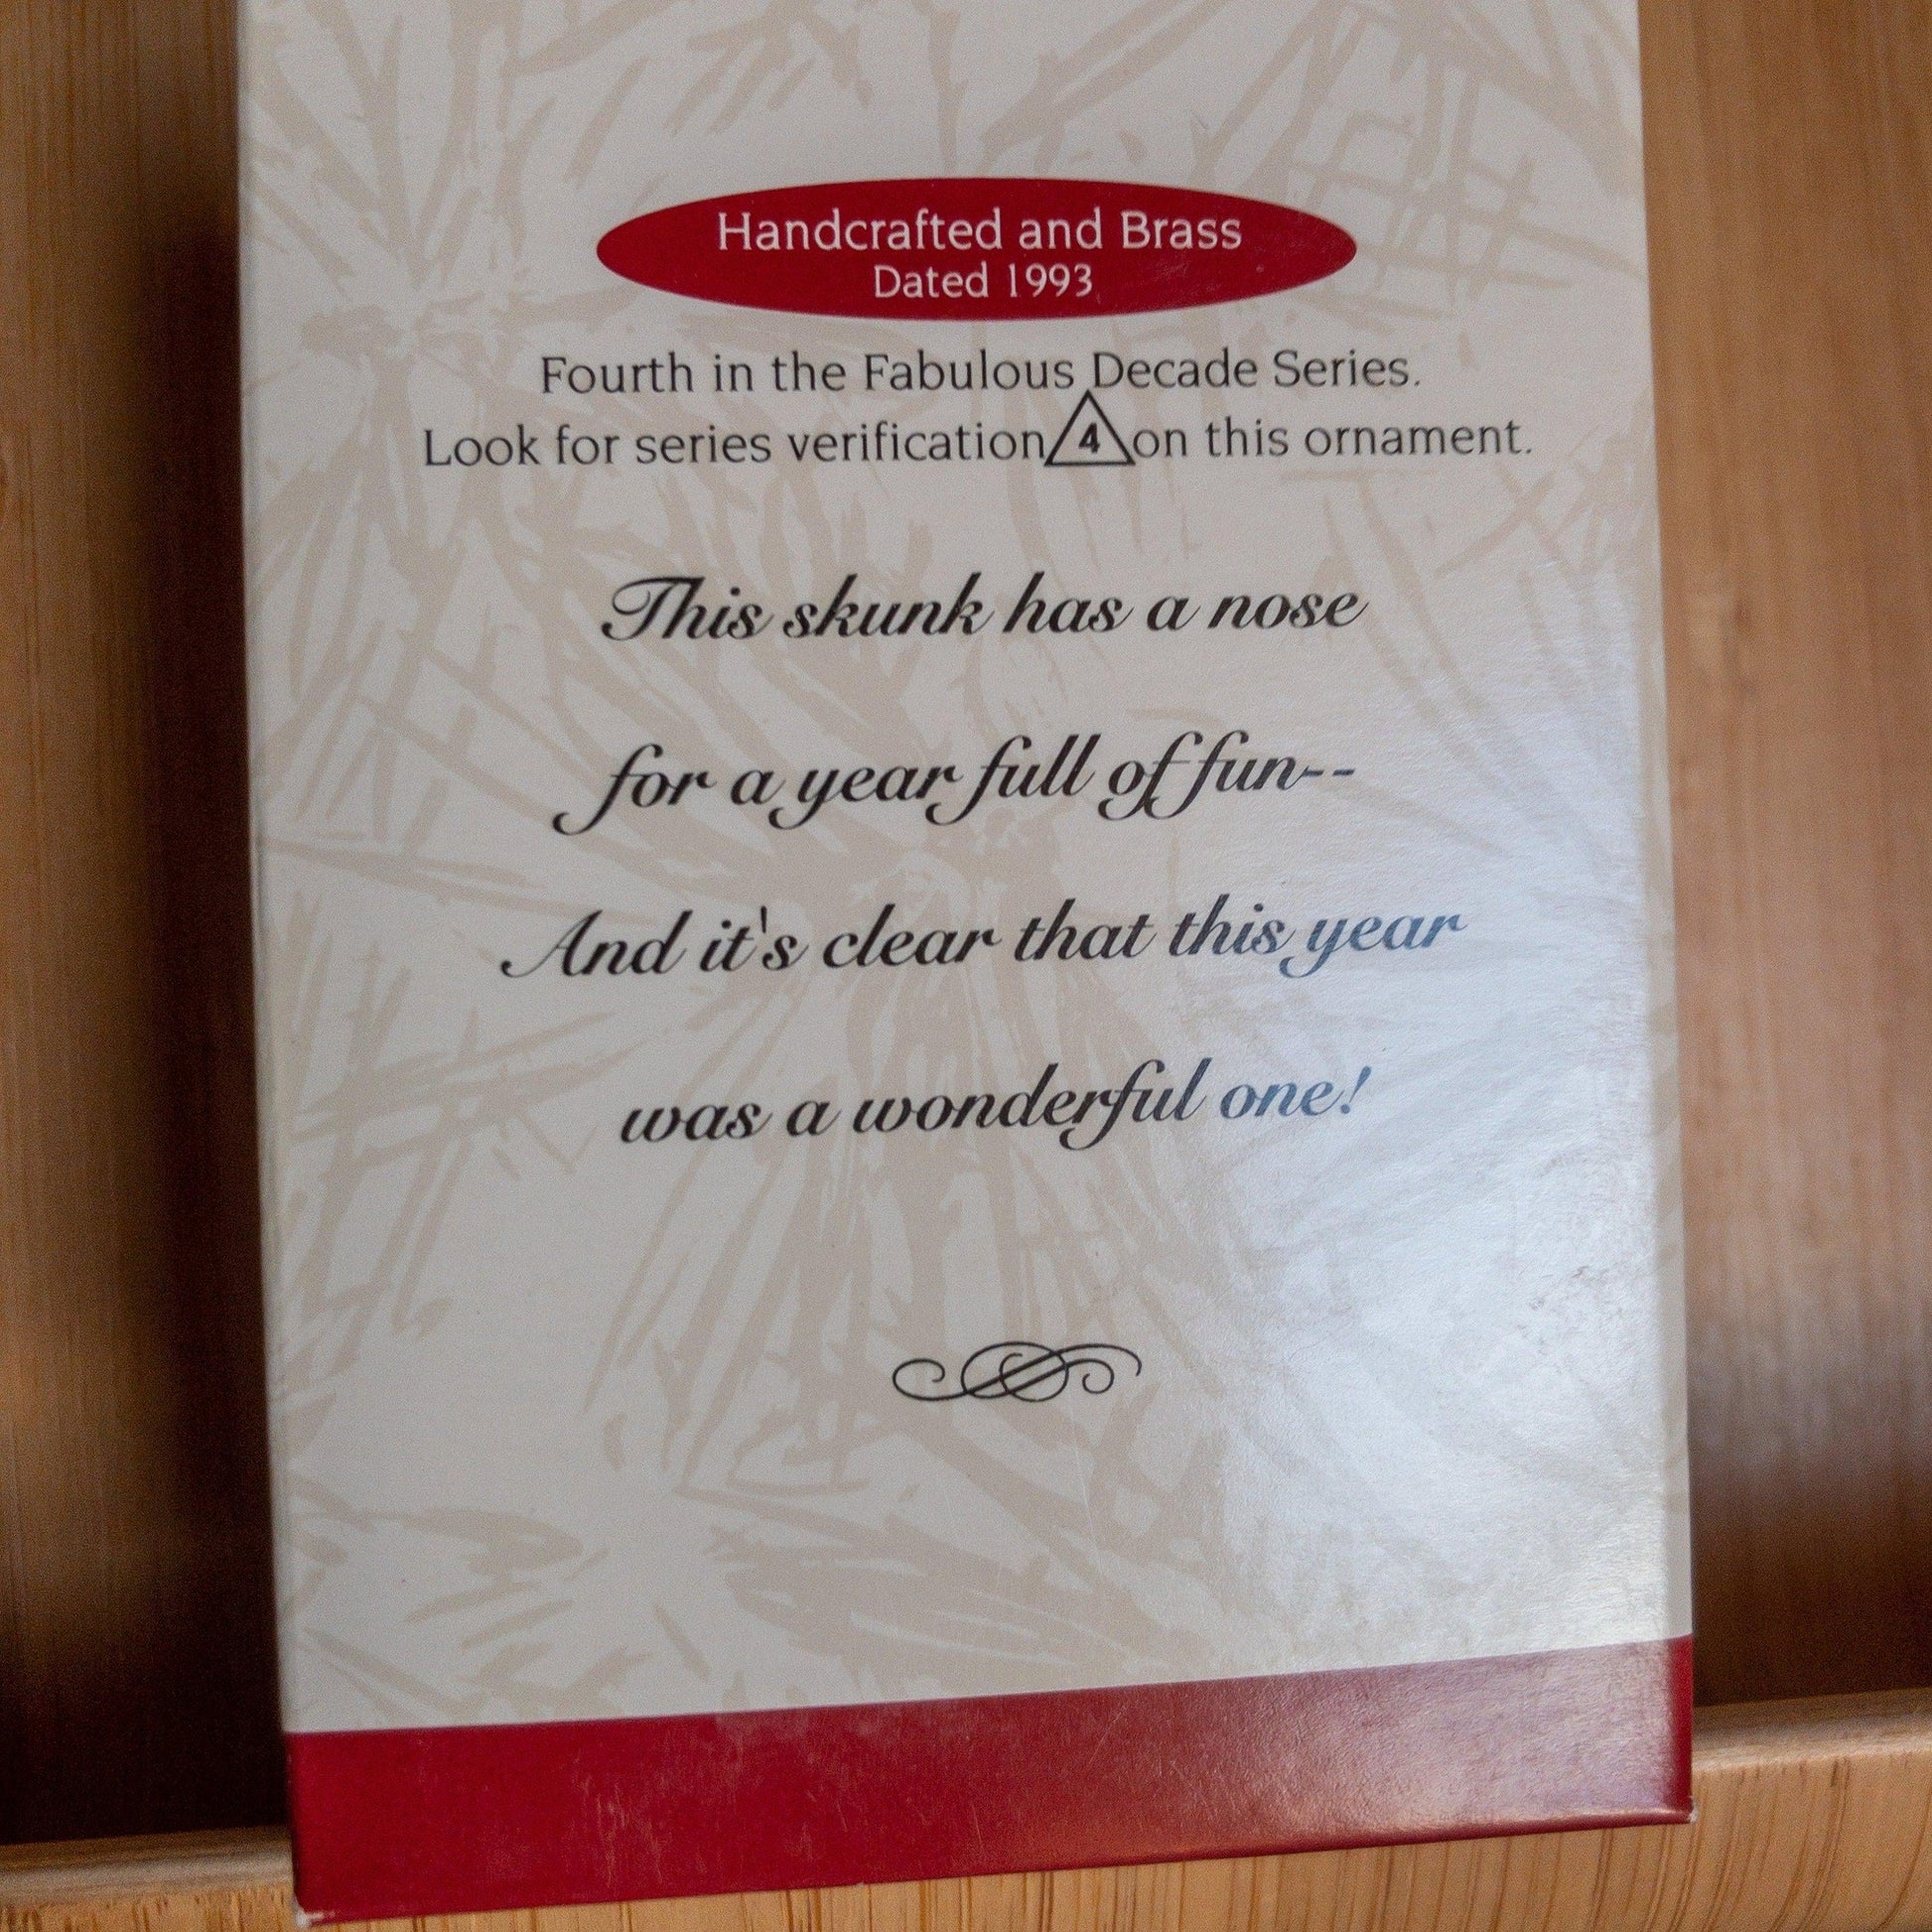 Handcrafted and Brass
Dated 1993
Fourth in the Fabulous Decade Series.
Look for series verification 4 on this ornament.
This skunk has a nose
for a year full of fun--
And it's clear that this year
was a wonderful one!